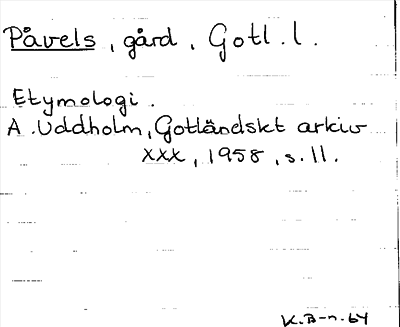 Påvels, gård, Gotl. l.
Etymologi.
A. Uddholm, Gotländskt arkiv
XXX, 1958, s. 11.
K.B-n. 64